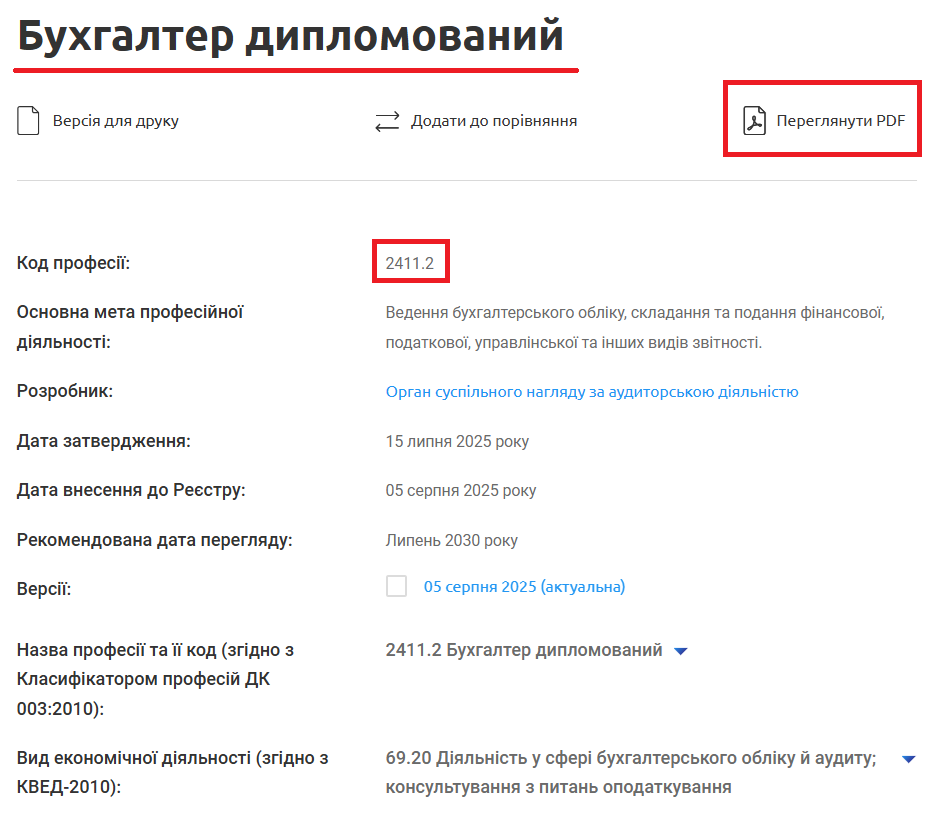 Бухгалтер дипломований
Версія для друку
Додати до порівняння
Переглянути PDF
Код професії:
2411.2
Основна мета професійної
діяльності:
Ведення бухгалтерського обліку, складання та подання фінансової,
податкової, управлінської та інших видів звітності.
Розробник:
Орган суспільного нагляду за аудиторською діяльністю
Дата затвердження:
15 липня 2025 року
Дата внесення до Реєстру:
05 серпня 2025 року
Рекомендована дата перегляду:
Липень 2030 року
Версії:
05 серпня 2025 (актуальна)
Назва професії та її код (згідно з
Класифікатором професій ДК
003:2010):
2411.2 Бухгалтер дипломований
Вид економічної діяльності (згідно з
КВЕД-2010):
69.20 Діяльність у сфері бухгалтерського обліку й аудиту;
консультування з питань оподаткування